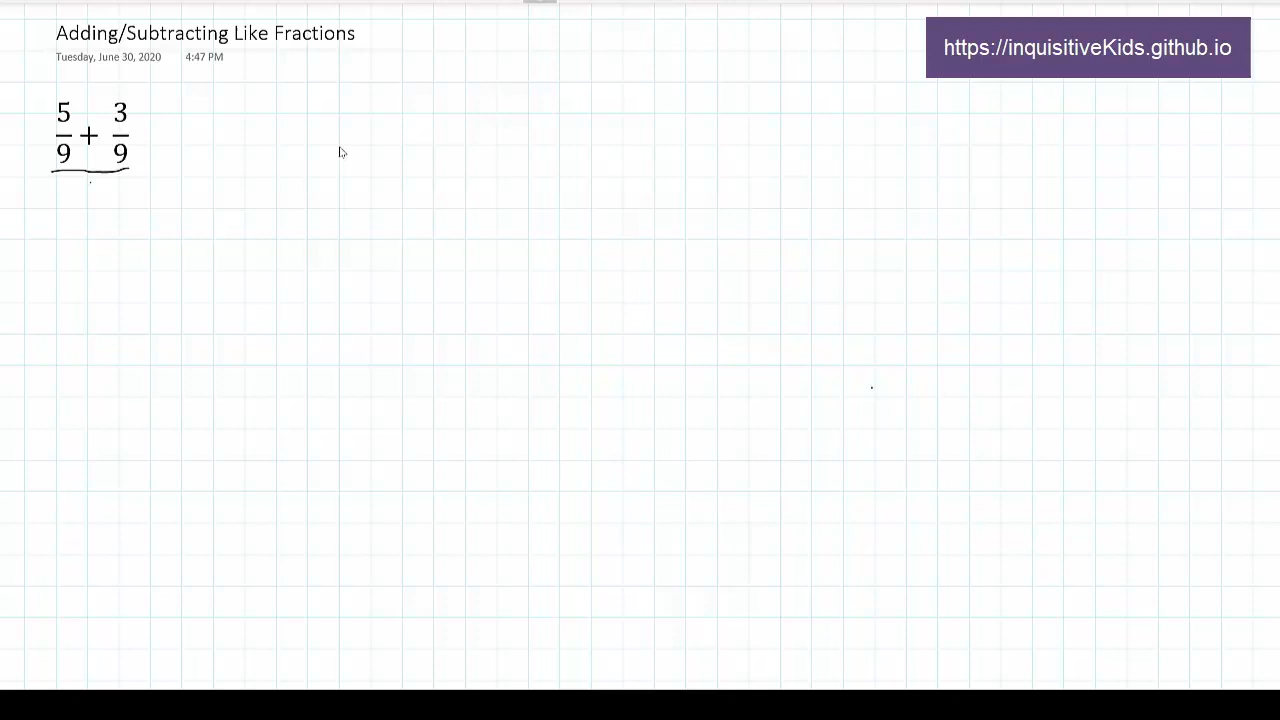 Adding/Subtracting Like Fractions
https://inquisitiveKids.github.io
Tuesday, June 30, 2020 4:47 PM
5/9 + 3/9